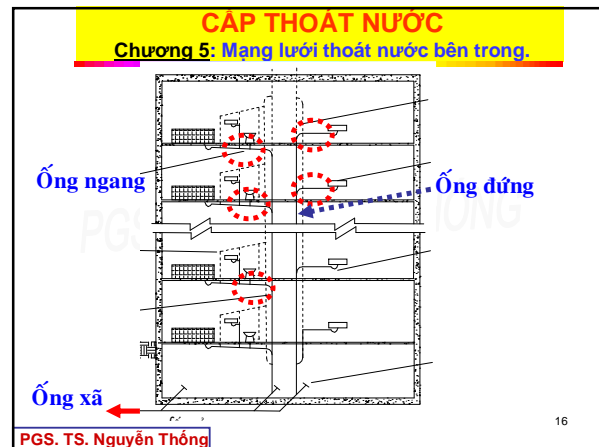 CẤP THOÁT NƯỚC
Chương 5: Mạng lưới thoát nước bên trong.
Ống ngang
Ống đứng
Ống xã
16
PGS. TS. Nguyễn Thống